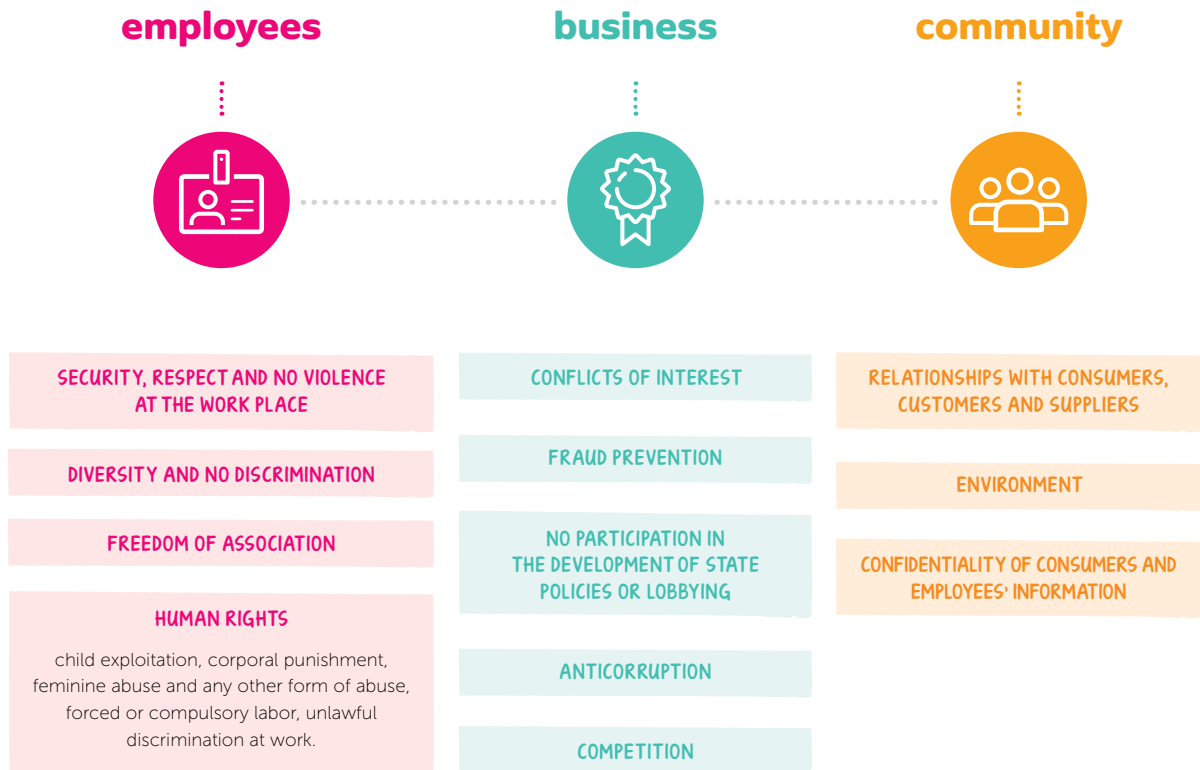 employees
SECURITY, RESPECT AND NO VIOLENCE
AT THE WORK PLACE
DIVERSITY AND NO DISCRIMINATION
FREEDOM OF ASSOCIATION
HUMAN RIGHTS
child exploitation, corporal punishment,
feminine abuse and any other form of abuse,
forced or compulsory labor, unlawful
discrimination at work.
business
CONFLICTS OF INTEREST
FRAUD PREVENTION
NO PARTICIPATION IN
THE DEVELOPMENT OF STATE
POLICIES OR LOBBYING
ANTICORRUPTION
COMPETITION
community
RELATIONSHIPS WITH CONSUMERS,
CUSTOMERS AND SUPPLIERS
ENVIRONMENT
CONFIDENTIALITY OF CONSUMERS AND
EMPLOYEES' INFORMATION